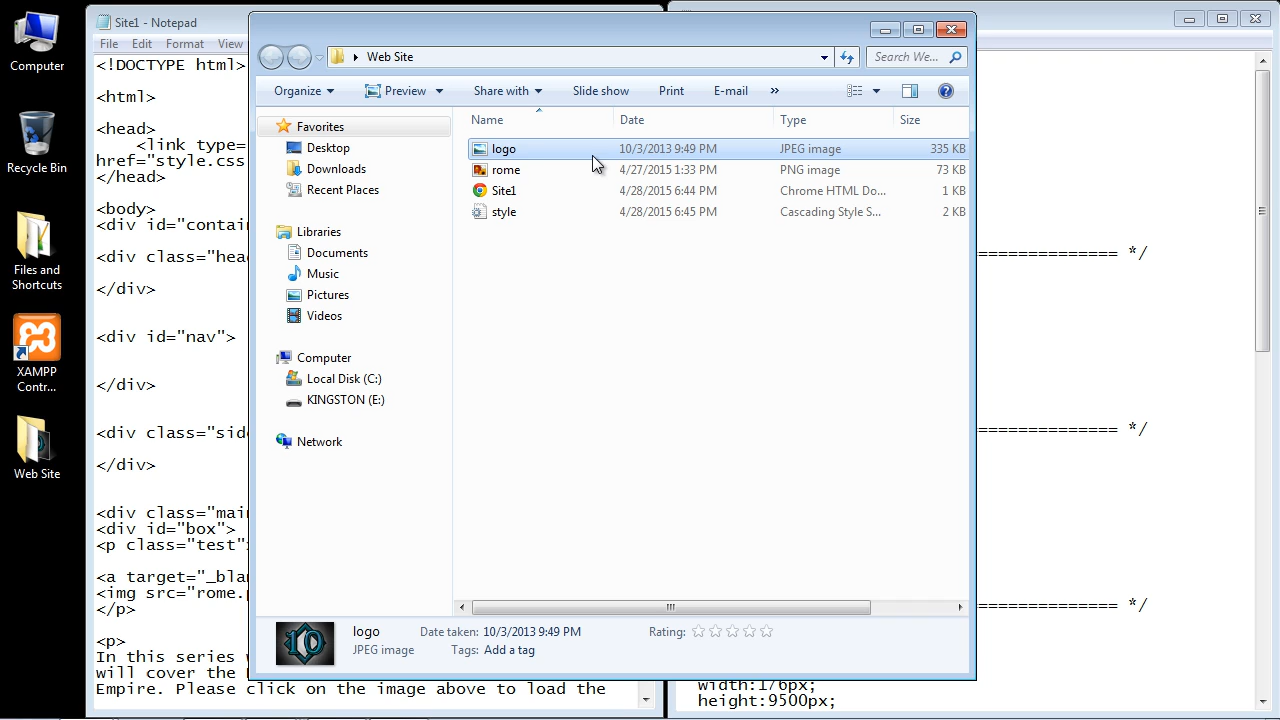 Computer
Recycle Bin
Files and
Shortcuts
XAMPP
Contr...
Web Site
Site1 - Notepad
File Edit Format View
<!DOCTYPE html>
<html>
<head>
<link type=
href="style.css
</head>
<body>
<div id="contain
<div class="head
</div>
<div id="nav">
</div>
<div class="side
</div>
<div class="main
<div id="box">
<p class="test"
<a target="_blan
<img src="rome.p
</p>
<p>
In this series
will cover the
Empire. Please click on the image above to load the
Web Site
Search We...
Organize Preview Share with Slide show Print E-mail »
Name Date Type Size
logo 10/3/2013 9:49 PM JPEG image 335 KB
rome 4/27/2015 1:33 PM PNG image 73 KB
Site1 4/28/2015 6:44 PM Chrome HTML Do... 1 KB
style 4/28/2015 6:45 PM Cascading Style S... 2 KB
Favorites
Desktop
Downloads
Recent Places
Libraries
Documents
Music
Pictures
Videos
Computer
Local Disk (C:)
KINGSTON (E:)
Network
10
logo Date taken: 10/3/2013 9:49 PM Rating:
JPEG image Tags: Add a tag
============== */
============== */
============== */
width:176px;
height:9500px;